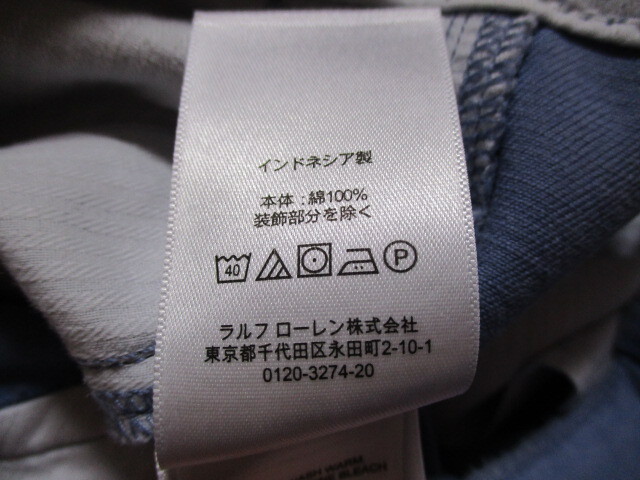 インドネシア製
本体：綿100%
装飾部分を除く
40 P
ラルフ ローレン株式会社
東京都千代田区永田町2-10-1
0120-3274-20
WARM
BLEACH